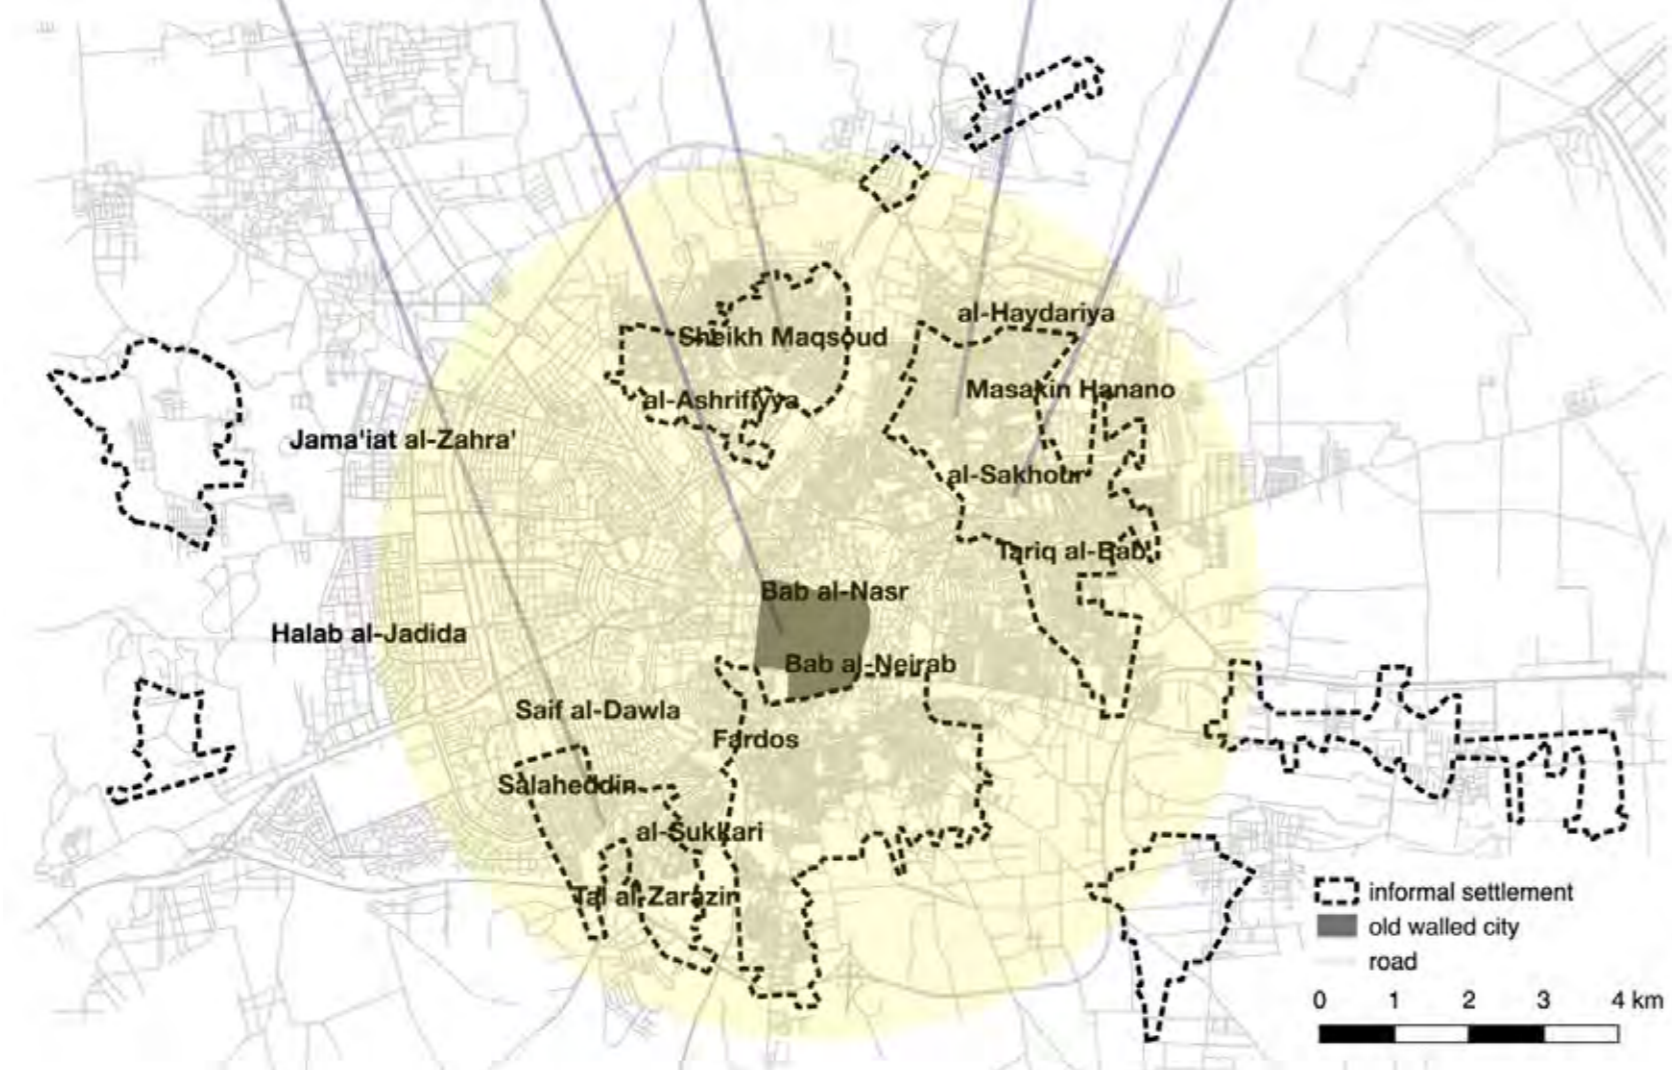 al-Haydariya
Sheikh Maqsoud
Masakin Hanano
al-Ashrifiyya
Jama'iat al-Zahra'
al-Sakhour
Tariq al-Bab
Bab al-Nasr
Halab al-Jadida
Bab al-Neirab
Saif al-Dawla
Fardos
Salaheddin
al-Sukkari
Tal al-Zarazir
informal settlement
old walled city
road
0 1 2 3 4 km